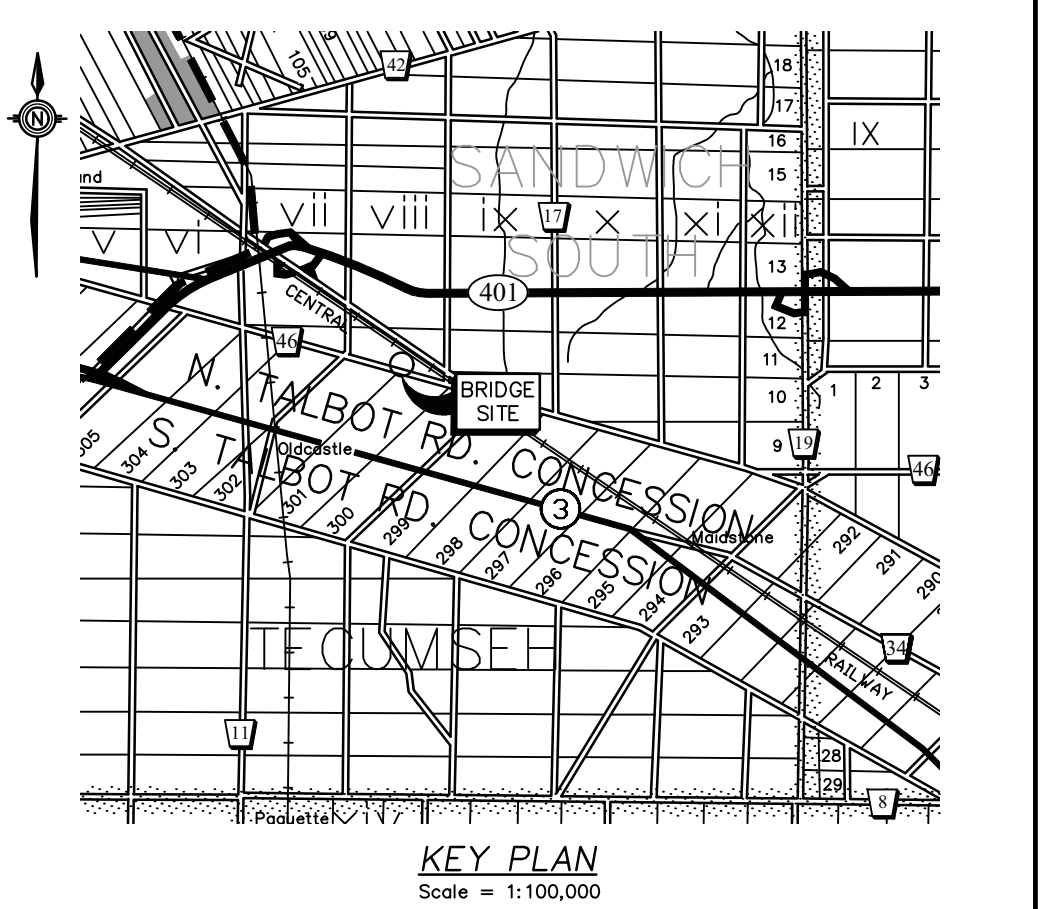 105
42
18
17
16
IX
N
SANDWICH
15
nd
vii viii ix 17 x xi xii
v vi
SOUTH
13
CENTRAL
401
12
46
11
N. TALBOT RD. CONCESSION
BRIDGE
SITE
1 2 3
10
S. TALBOT RD. CONCESSION
Oldcastle
9
19
46
305
304
303
302
301
300
299
298
297
296
295
294
293
3
Maidstone
292
291
290
TECUMSEH
34
RAILWAY
11
28
29
8
Paquette
KEY PLAN
Scale = 1:100,000